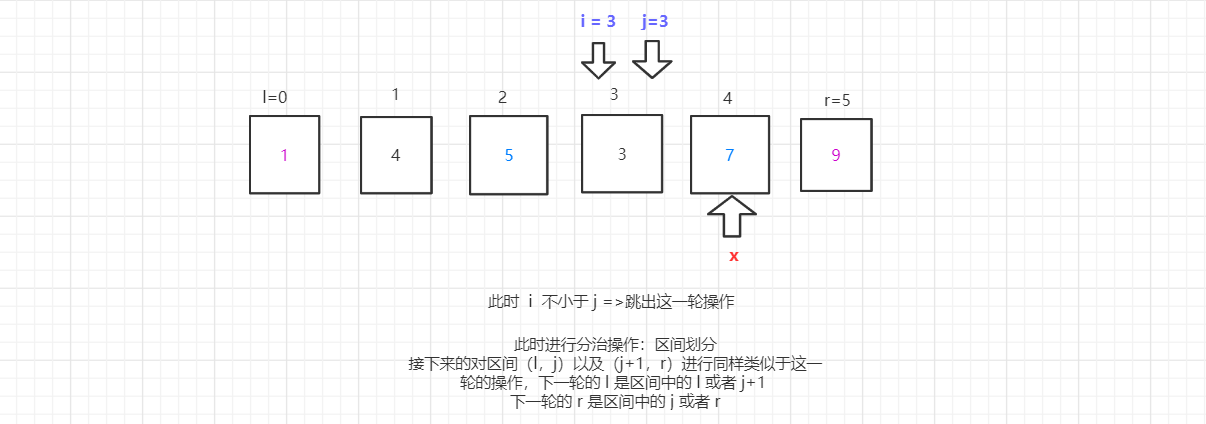 i = 3 j=3
l=0 1 2 3 4 r=5
1 4 5 3 7 9
x
此时 i 不小于 j =>跳出这一轮操作
此时进行分治操作：区间划分
接下来的对区间（l，j）以及（j+1，r）进行同样类似于这一
轮的操作，下一轮的 l 是区间中的 l 或者 j+1
下一轮的 r 是区间中的 j 或者 r